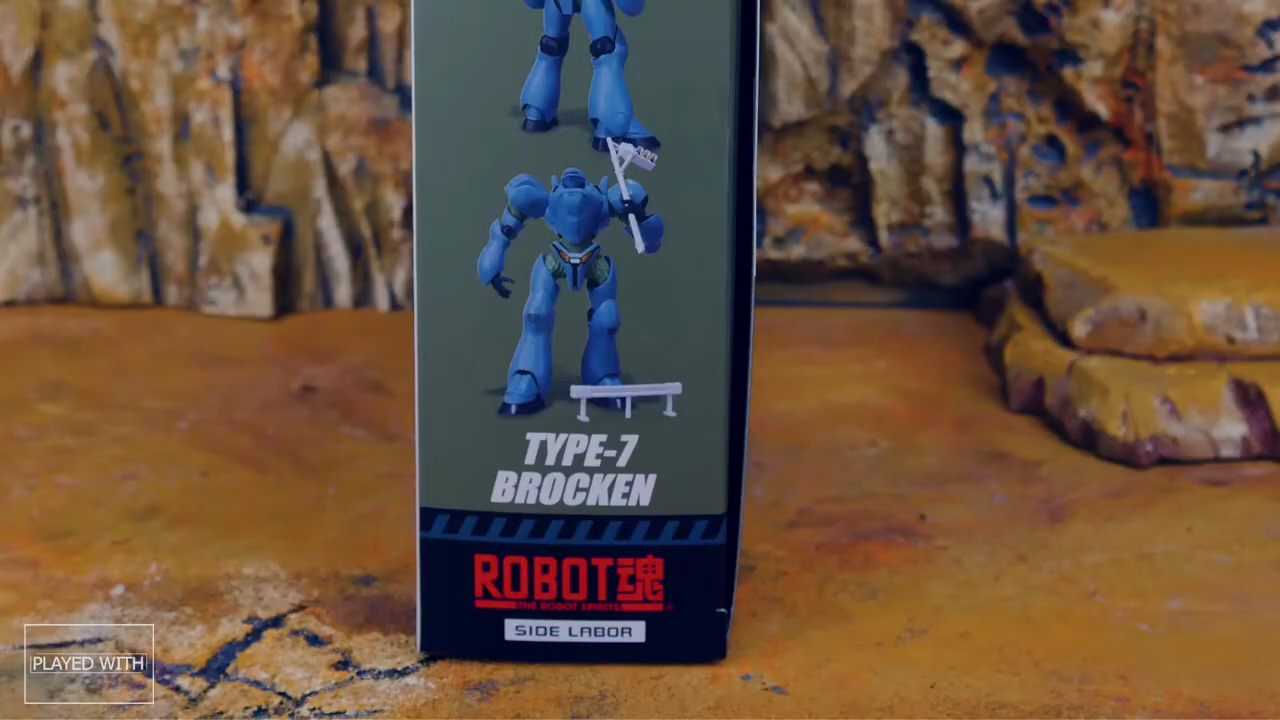 TYPE-7
BROCKEN
ROBOT魂
THE ROBOT SPIRITS
SIDE LABOR
PLAYED WITH